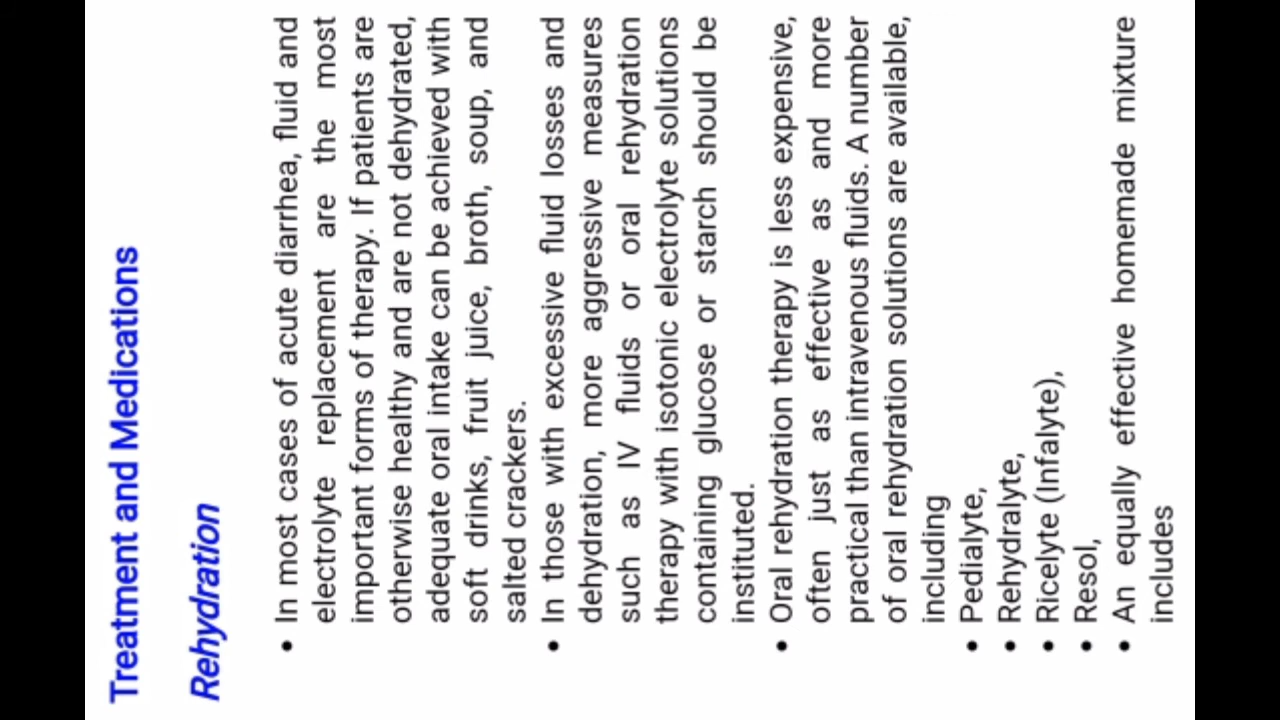 Treatment and Medications
Rehydration
• In most cases of acute diarrhea, fluid and
electrolyte replacement are the most
important forms of therapy. If patients are
otherwise healthy and are not dehydrated,
adequate oral intake can be achieved with
soft drinks, fruit juice, broth, soup, and
salted crackers.
• In those with excessive fluid losses and
dehydration, more aggressive measures
such as IV fluids or oral rehydration
therapy with isotonic electrolyte solutions
containing glucose or starch should be
instituted.
• Oral rehydration therapy is less expensive,
often just as effective as and more
practical than intravenous fluids. A number
of oral rehydration solutions are available,
including
• Pedialyte,
• Rehydralyte,
• Ricelyte (Infalyte),
• Resol,
• An equally effective homemade mixture
includes